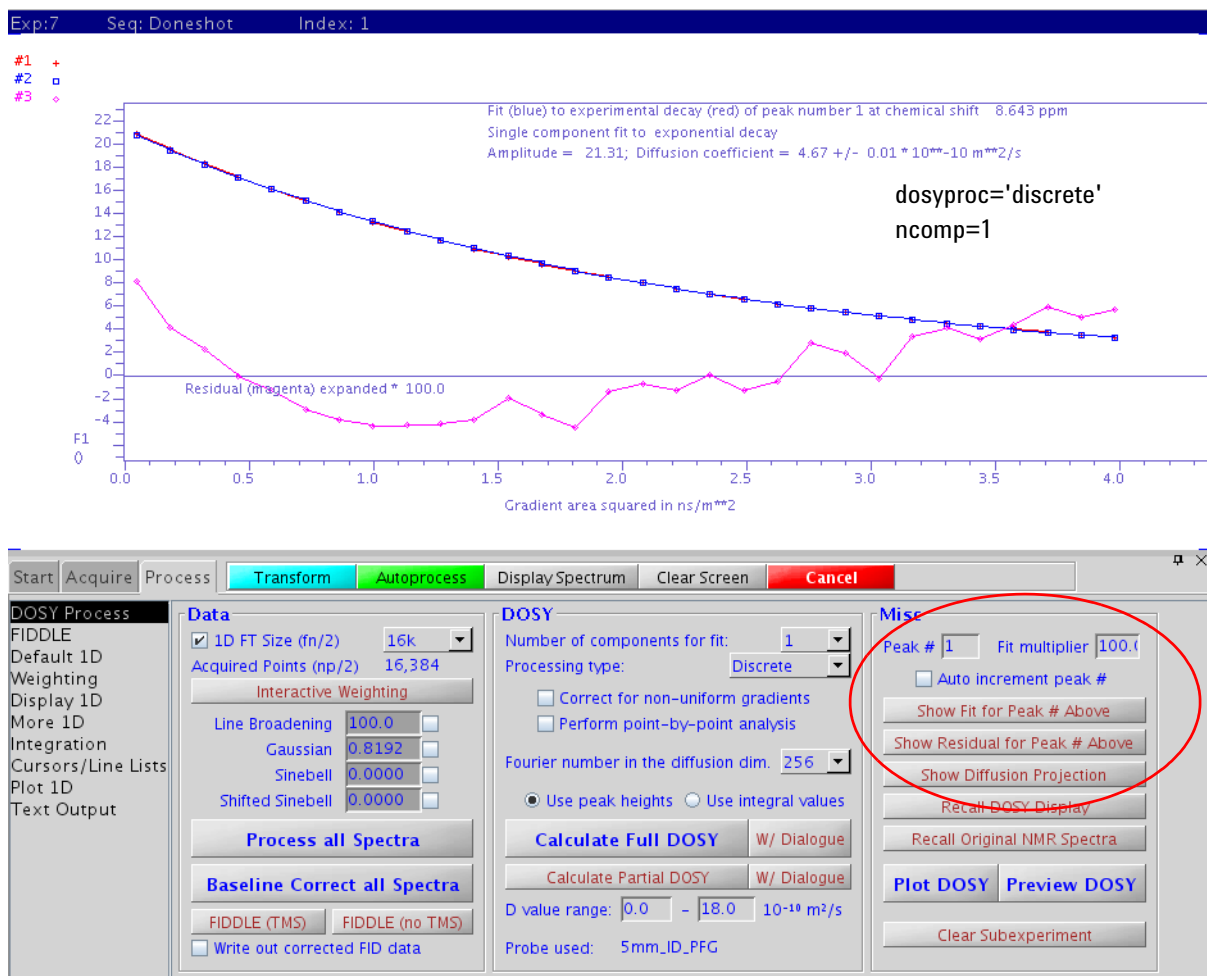 Exp:7 Seq: Doneshot Index: 1
#1
#2
#3
Fit (blue) to experimental decay (red) of peak number 1 at chemical shift 8.643 ppm
Single component fit to exponential decay
Amplitude = 21.31; Diffusion coefficient = 4.67 +/- 0.01 * 10**-10 m**2/s
dosyproc='discrete'
ncomp=1
22
20
18
16
14
12
10
8
6
4
2
0
-2
-4
Residual (magenta) expanded * 100.0
F1
0
0.0 0.5 1.0 1.5 2.0 2.5 3.0 3.5 4.0
Gradient area squared in ns/m**2
Start Acquire Process Transform Autoprocess Display Spectrum Clear Screen Cancel
DOSY Process
FIDDLE
Default 1D
Weighting
Display 1D
More 1D
Integration
Cursors/Line Lists
Plot 1D
Text Output
Data
1D FT Size (fn/2) 16k
Acquired Points (np/2) 16,384
Interactive Weighting
Line Broadening 100.0
Gaussian 0.8192
Sinebell 0.0000
Shifted Sinebell 0.0000
Process all Spectra
Baseline Correct all Spectra
FIDDLE (TMS) FIDDLE (no TMS)
Write out corrected FID data
DOSY
Number of components for fit: 1
Processing type: Discrete
Correct for non-uniform gradients
Perform point-by-point analysis
Fourier number in the diffusion dim. 256
Use peak heights Use integral values
Calculate Full DOSY W/ Dialogue
Calculate Partial DOSY W/ Dialogue
D value range: 0.0 - 18.0 10⁻¹⁰ m²/s
Probe used: 5mm_ID_PFG
Misc
Peak # 1 Fit multiplier 100.(
Auto increment peak #
Show Fit for Peak # Above
Show Residual for Peak # Above
Show Diffusion Projection
Recall DOSY Display
Recall Original NMR Spectra
Plot DOSY Preview DOSY
Clear Subexperiment